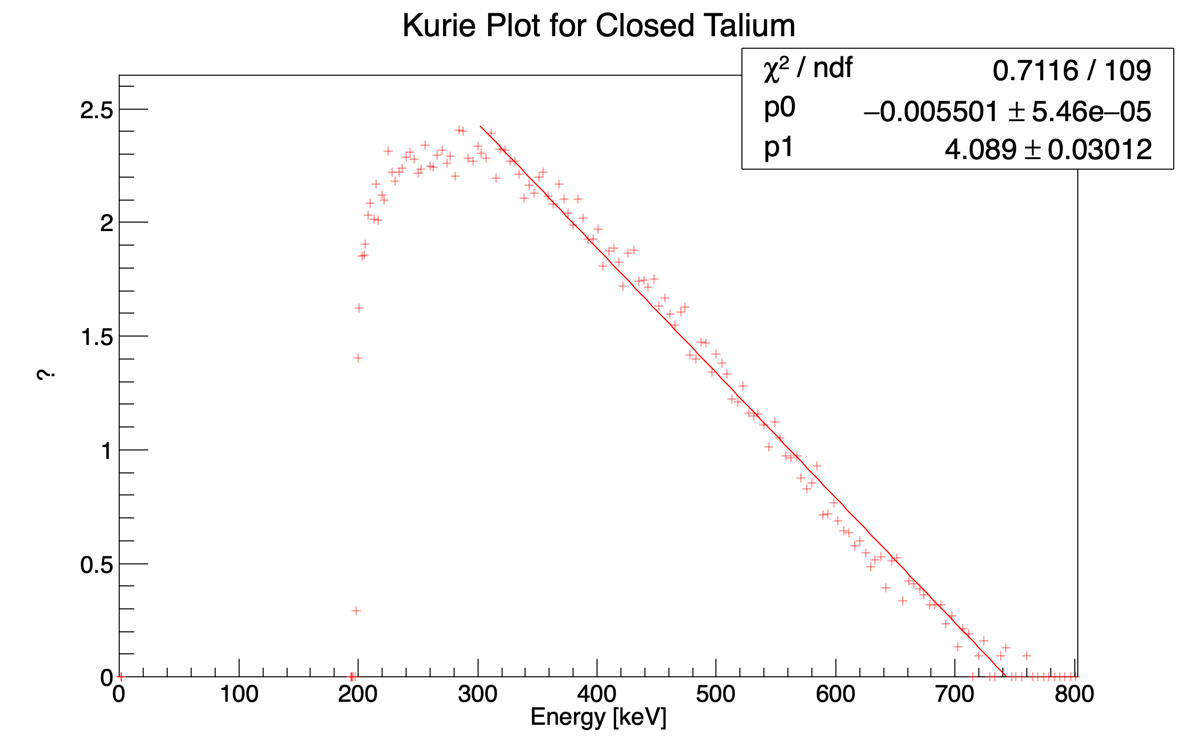 Kurie Plot for Closed Talium
χ² / ndf 0.7116 / 109
p0 −0.005501 ± 5.46e−05
p1 4.089 ± 0.03012
2.5
2
1.5
1
0.5
0
?
0 100 200 300 400 500 600 700 800
Energy [keV]